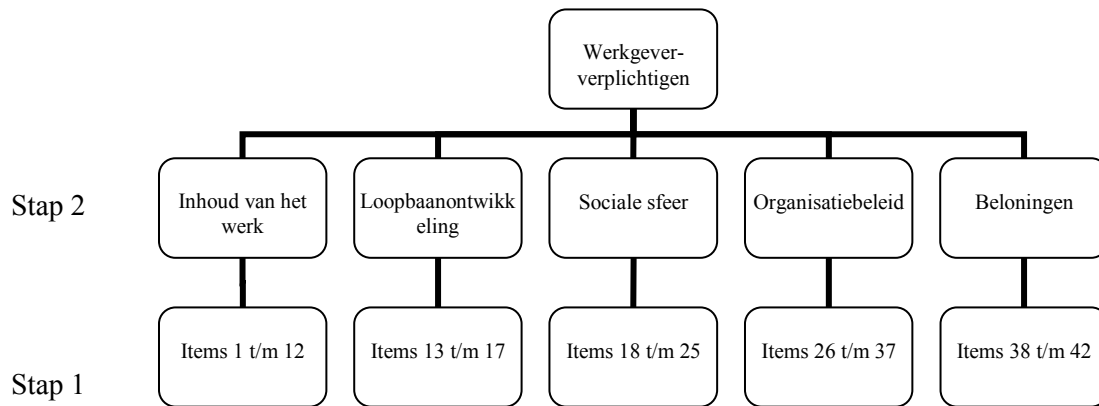 Werkgever-
verplichtigen
Stap 2
Inhoud van het
werk
Loopbaanontwikk
eling
Sociale sfeer
Organisatiebeleid
Beloningen
Items 1 t/m 12
Items 13 t/m 17
Items 18 t/m 25
Items 26 t/m 37
Items 38 t/m 42
Stap 1